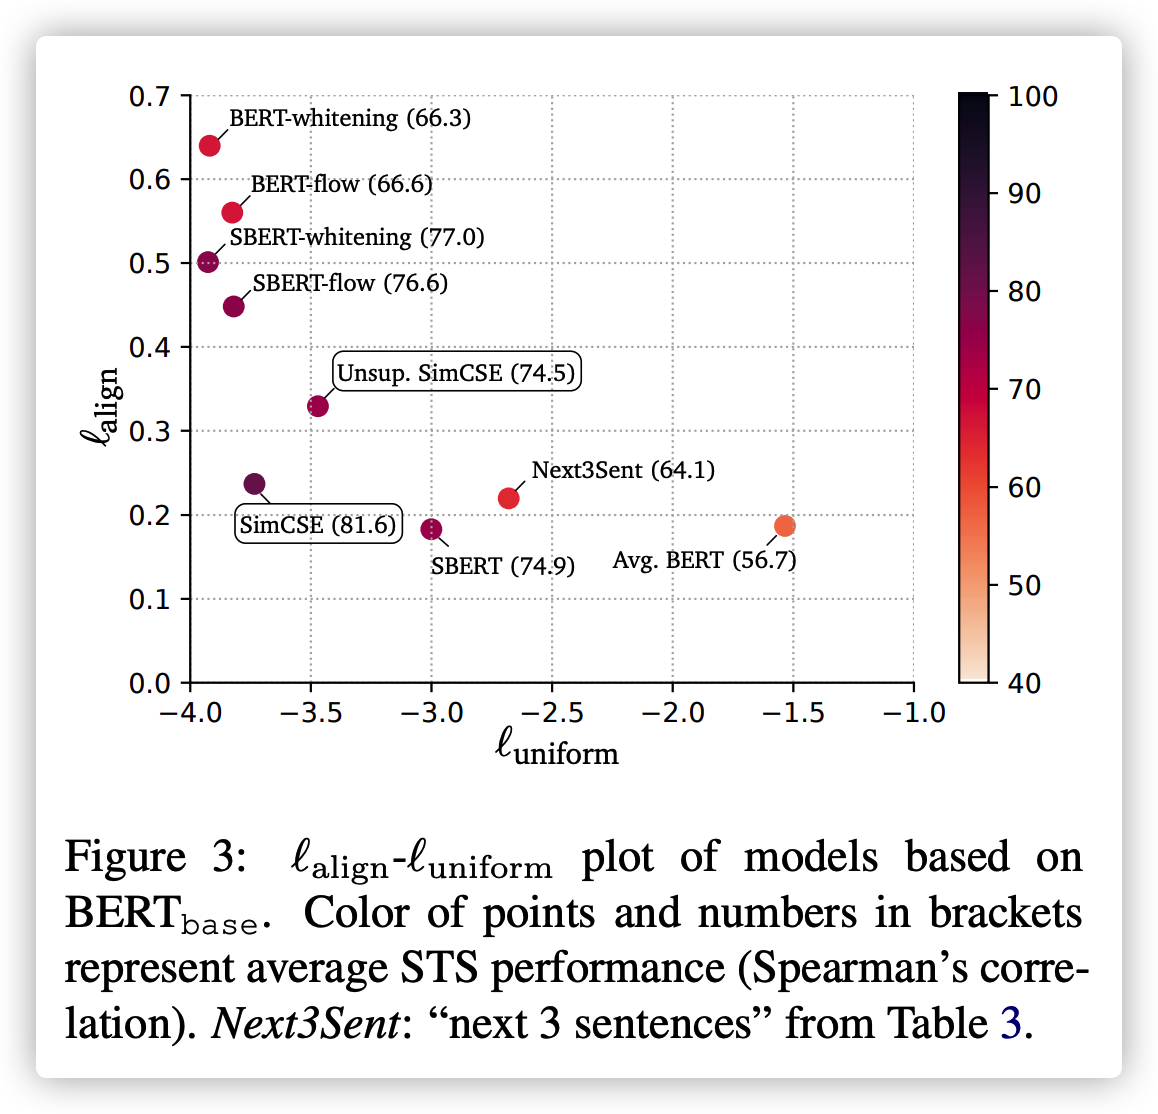 0.7
0.6
0.5
0.4
0.3
0.2
0.1
0.0
ℓalign
BERT-whitening (66.3)
BERT-flow (66.6)
SBERT-whitening (77.0)
SBERT-flow (76.6)
Unsup. SimCSE (74.5)
Next3Sent (64.1)
SimCSE (81.6)
SBERT (74.9)
Avg. BERT (56.7)
−4.0 −3.5 −3.0 −2.5 −2.0 −1.5 −1.0
ℓuniform
100
90
80
70
60
50
40
Figure 3: ℓalign-ℓuniform plot of models based on
BERTbase. Color of points and numbers in brackets
represent average STS performance (Spearman’s corre-
lation). Next3Sent: “next 3 sentences” from Table 3.